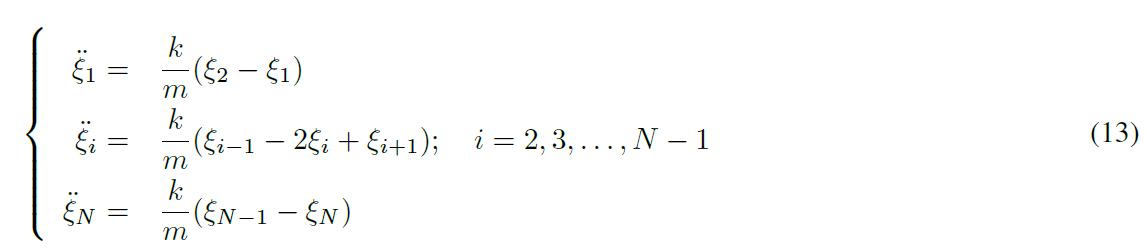 ξ̈₁ = k/m (ξ₂ − ξ₁)
ξ̈ᵢ = k/m (ξᵢ₋₁ − 2ξᵢ + ξᵢ₊₁); i = 2, 3, . . . , N − 1 (13)
ξ̈_N = k/m (ξ_{N−1} − ξ_N)